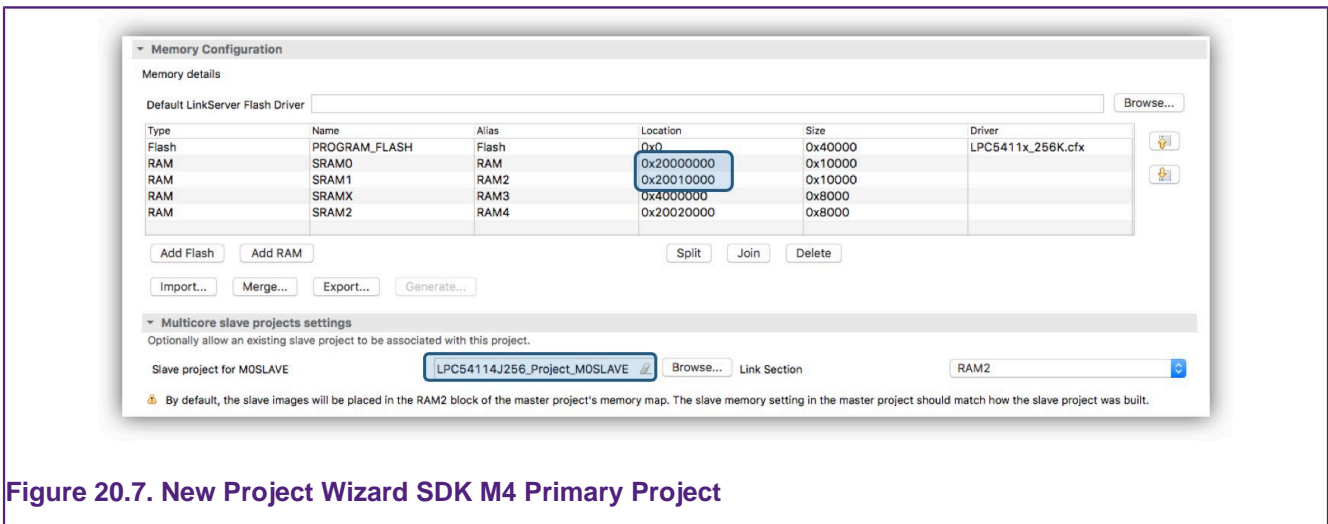 Memory Configuration
Memory details
Default LinkServer Flash Driver Browse...
Type Name Alias Location Size Driver
Flash PROGRAM_FLASH Flash 0x0 0x40000 LPC5411x_256K.cfx
RAM SRAM0 RAM 0x20000000 0x10000
RAM SRAM1 RAM2 0x20010000 0x10000
RAM SRAMX RAM3 0x4000000 0x8000
RAM SRAM2 RAM4 0x20020000 0x8000
Add Flash Add RAM Split Join Delete
Import... Merge... Export... Generate...
Multicore slave projects settings
Optionally allow an existing slave project to be associated with this project.
Slave project for M0SLAVE LPC54114J256_Project_M0SLAVE Browse... Link Section RAM2
By default, the slave images will be placed in the RAM2 block of the master project's memory map. The slave memory setting in the master project should match how the slave project was built.
Figure 20.7. New Project Wizard SDK M4 Primary Project